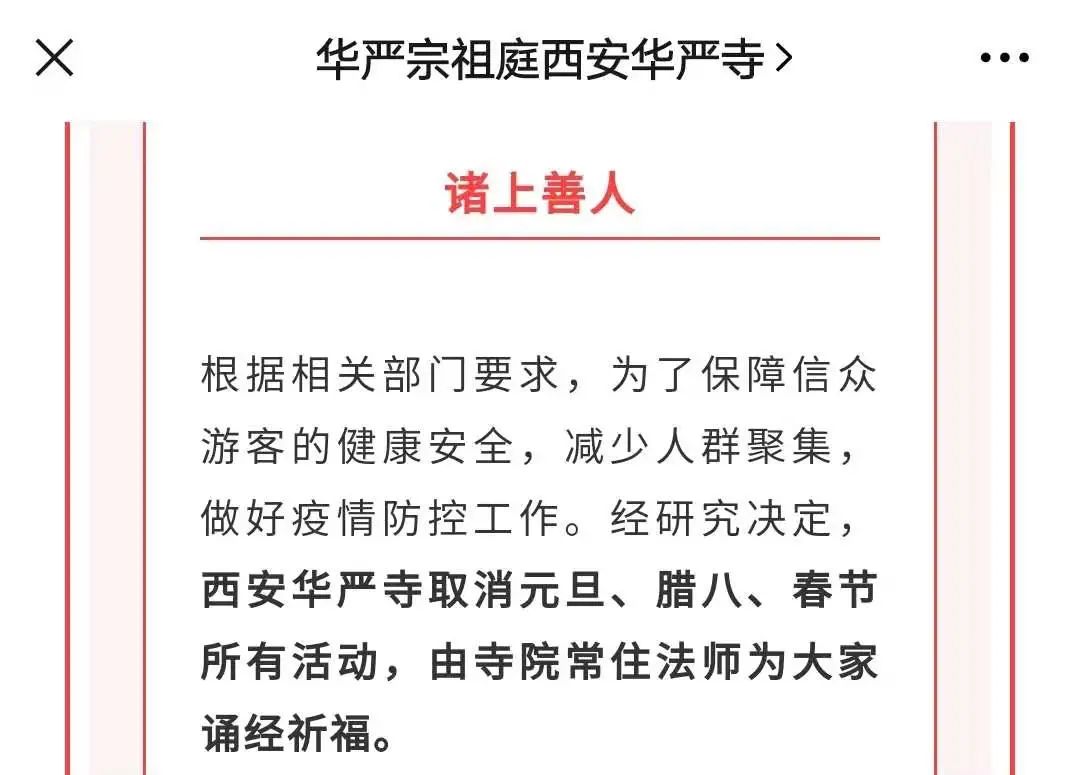 华严宗祖庭西安华严寺
诸上善人
根据相关部门要求，为了保障信众
游客的健康安全，减少人群聚集，
做好疫情防控工作。经研究决定，
西安华严寺取消元旦、腊八、春节
所有活动，由寺院常住法师为大家
诵经祈福。